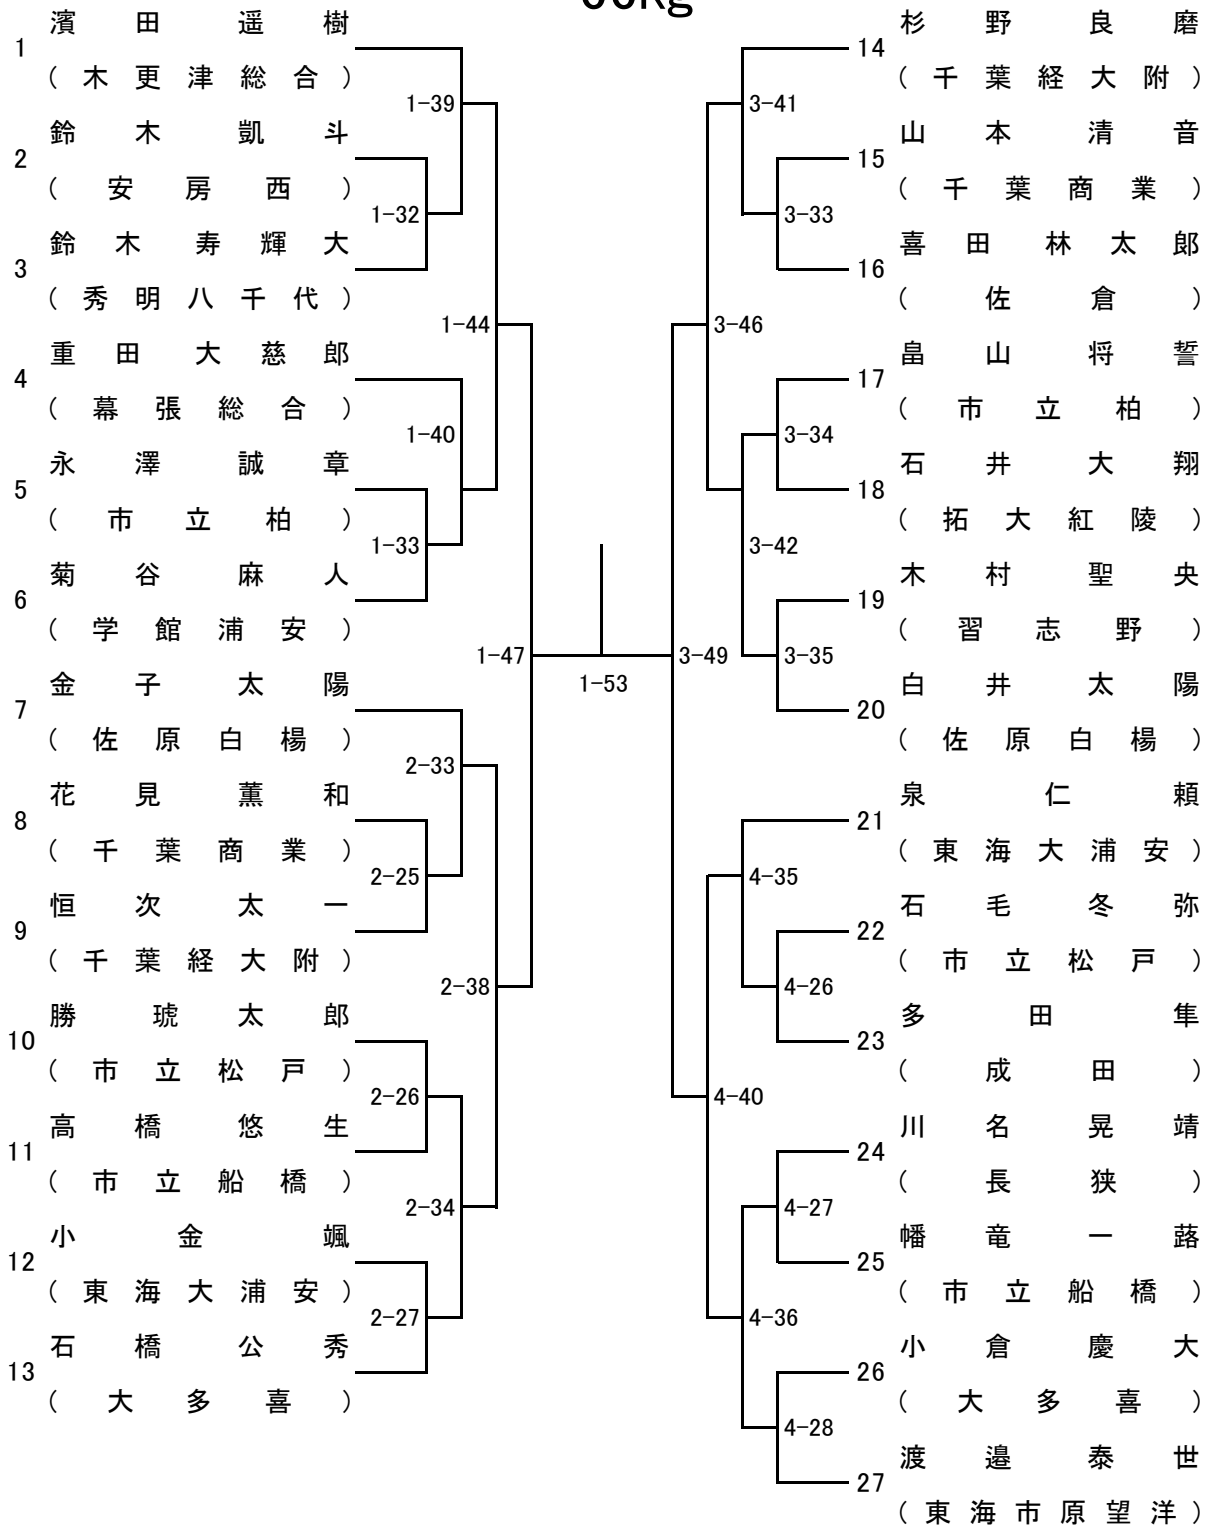 1
濱田遥樹
(木更津総合)
2
鈴木凱斗
(安房西)
3
鈴木寿輝大
(秀明八千代)
4
重田大慈郎
(幕張総合)
5
永澤誠章
(市立柏)
6
菊谷麻人
(学館浦安)
7
金子太陽
(佐原白楊)
8
花見薫和
(千葉商業)
9
恒次太一
(千葉経大附)
10
勝琥太郎
(市立松戸)
11
高橋悠生
(市立船橋)
12
小金颯
(東海大浦安)
13
石橋公秀
(大多喜)
1-39
1-32
1-44
1-40
1-33
1-47
2-33
2-25
2-38
2-26
2-34
2-27
1-53
3-41
3-33
3-46
3-34
3-42
3-35
3-49
4-35
4-26
4-40
4-27
4-36
4-28
14
杉野良磨
(千葉経大附)
15
山本清音
(千葉商業)
16
喜田林太郎
(佐倉)
17
畠山将誓
(市立柏)
18
石井大翔
(拓大紅陵)
19
木村聖央
(習志野)
20
白井太陽
(佐原白楊)
21
泉仁頼
(東海大浦安)
22
石毛冬弥
(市立松戸)
23
多田隼
(成田)
24
川名晃靖
(長狭)
25
幡竜一蕗
(市立船橋)
26
小倉慶大
(大多喜)
27
渡邉泰世
(東海市原望洋)